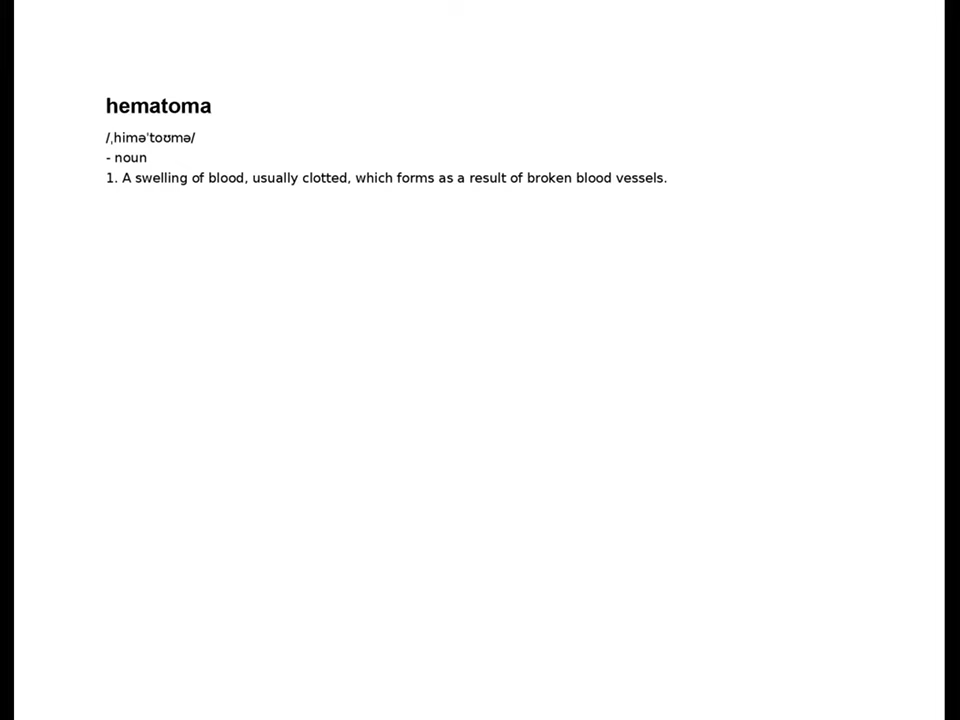 hematoma
/ˌhiməˈtoʊmə/
- noun
1. A swelling of blood, usually clotted, which forms as a result of broken blood vessels.